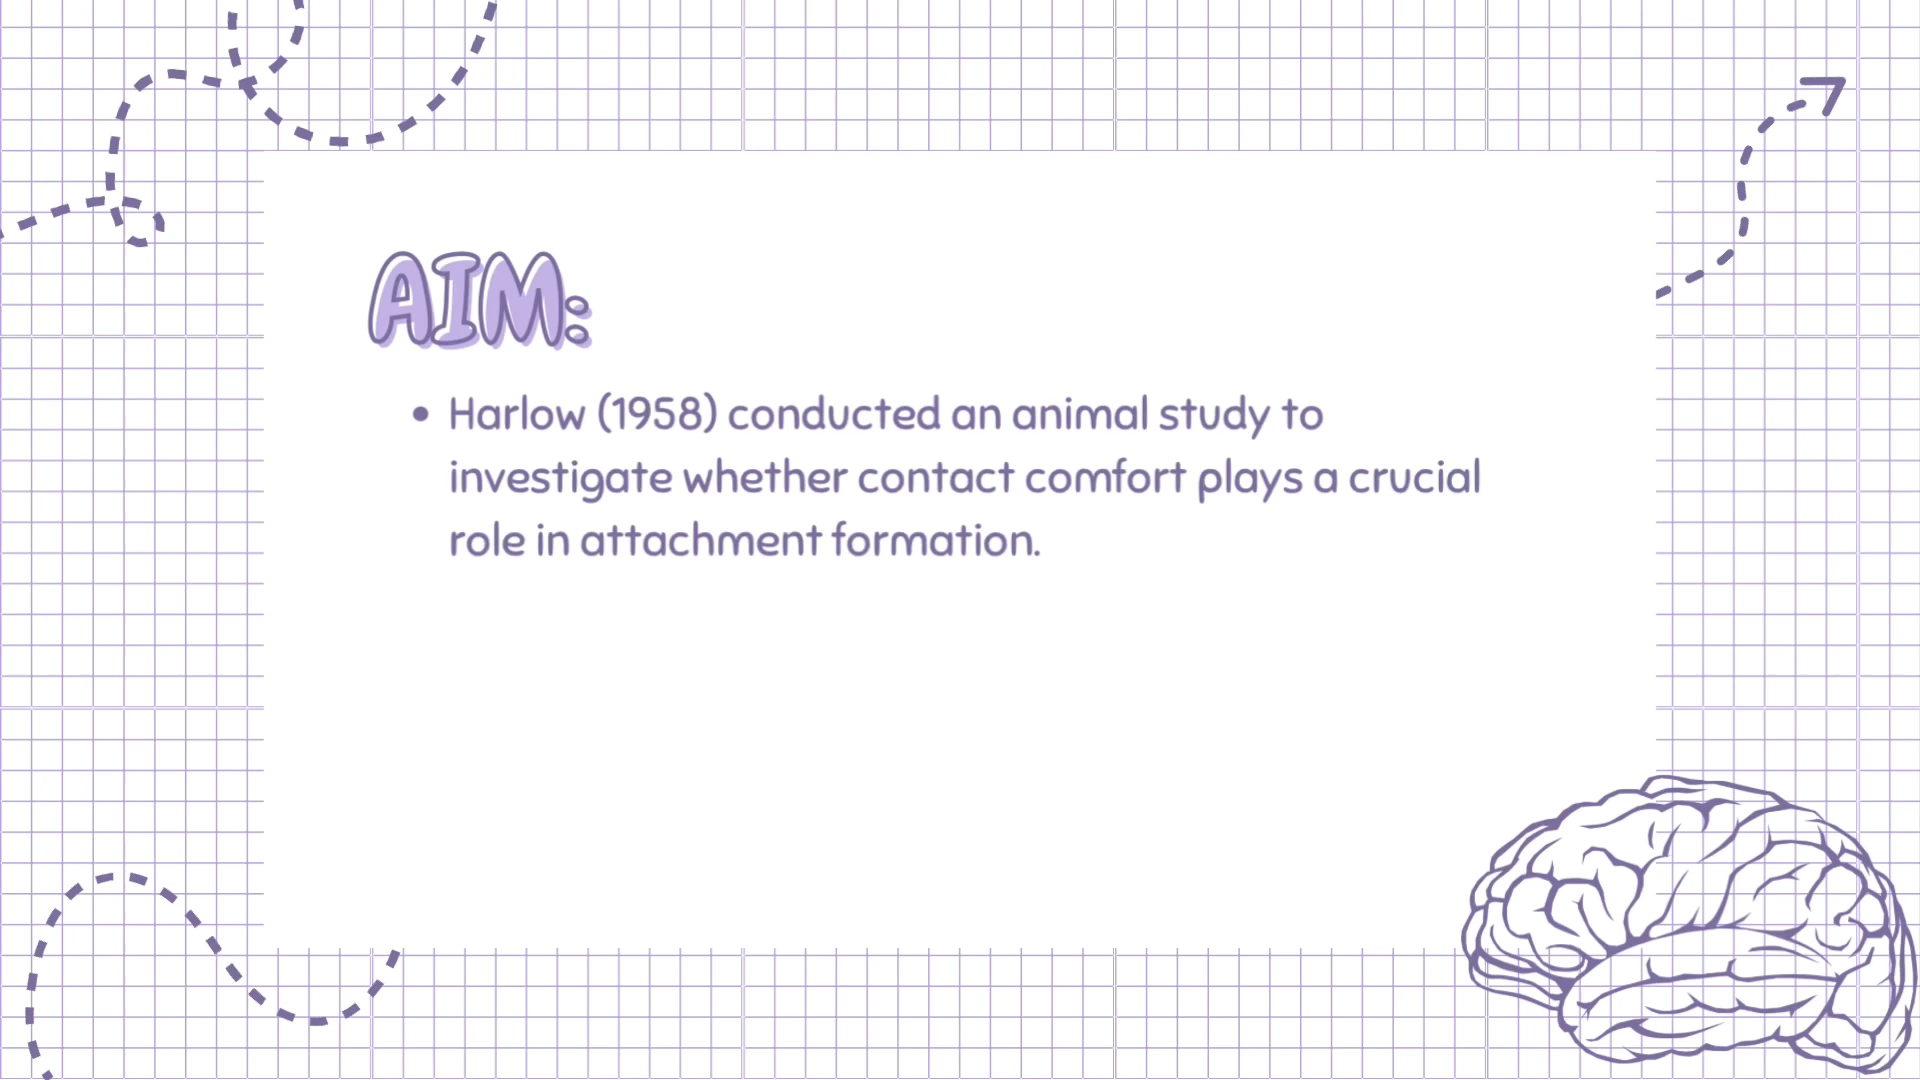 AIM:
• Harlow (1958) conducted an animal study to
investigate whether contact comfort plays a crucial
role in attachment formation.